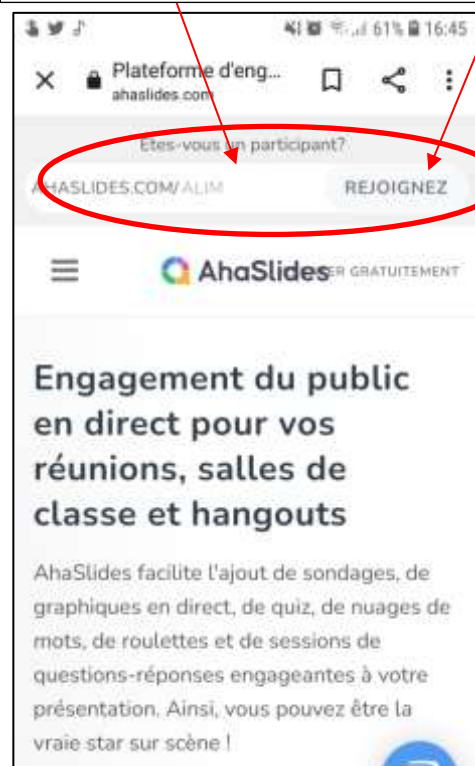 61% 16:45
Plateforme d'eng...
ahaslides.com
Etes-vous un participant?
AHASLIDES.COM/ ALIM REJOIGNEZ
AhaSlides ER GRATUITEMENT
Engagement du public
en direct pour vos
réunions, salles de
classe et hangouts
AhaSlides facilite l'ajout de sondages, de
graphiques en direct, de quiz, de nuages de
mots, de roulettes et de sessions de
questions-réponses engageantes à votre
présentation. Ainsi, vous pouvez être la
vraie star sur scène !